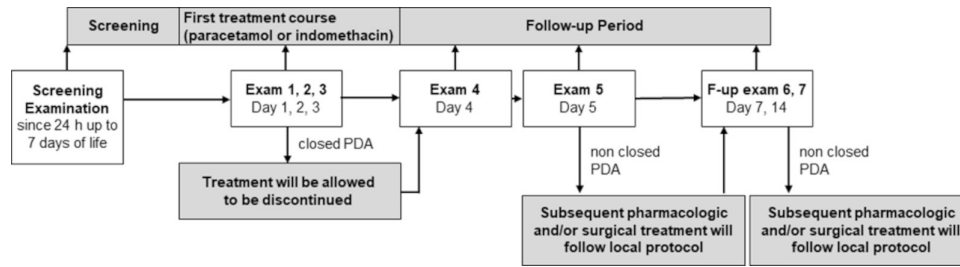 Screening
First treatment course
(paracetamol or indomethacin)
Follow-up Period
Screening
Examination
since 24 h up to
7 days of life
Exam 1, 2, 3
Day 1, 2, 3
Exam 4
Day 4
Exam 5
Day 5
F-up exam 6, 7
Day 7, 14
closed PDA
non closed
PDA
non closed
PDA
Treatment will be allowed
to be discontinued
Subsequent pharmacologic
and/or surgical treatment will
follow local protocol
Subsequent pharmacologic
and/or surgical treatment will
follow local protocol